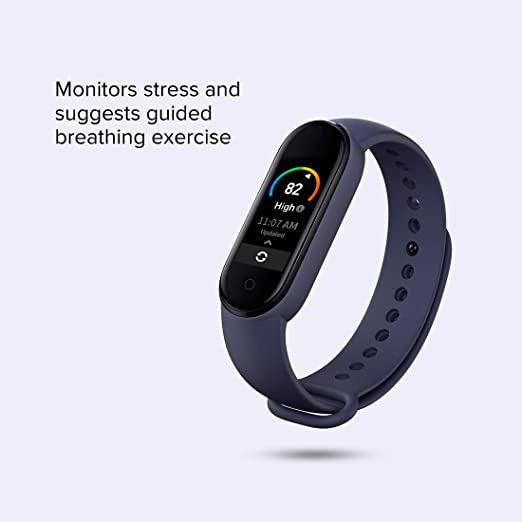 Monitors stress and
suggests guided
breathing exercise
82
High i
11:07 AM
Updated